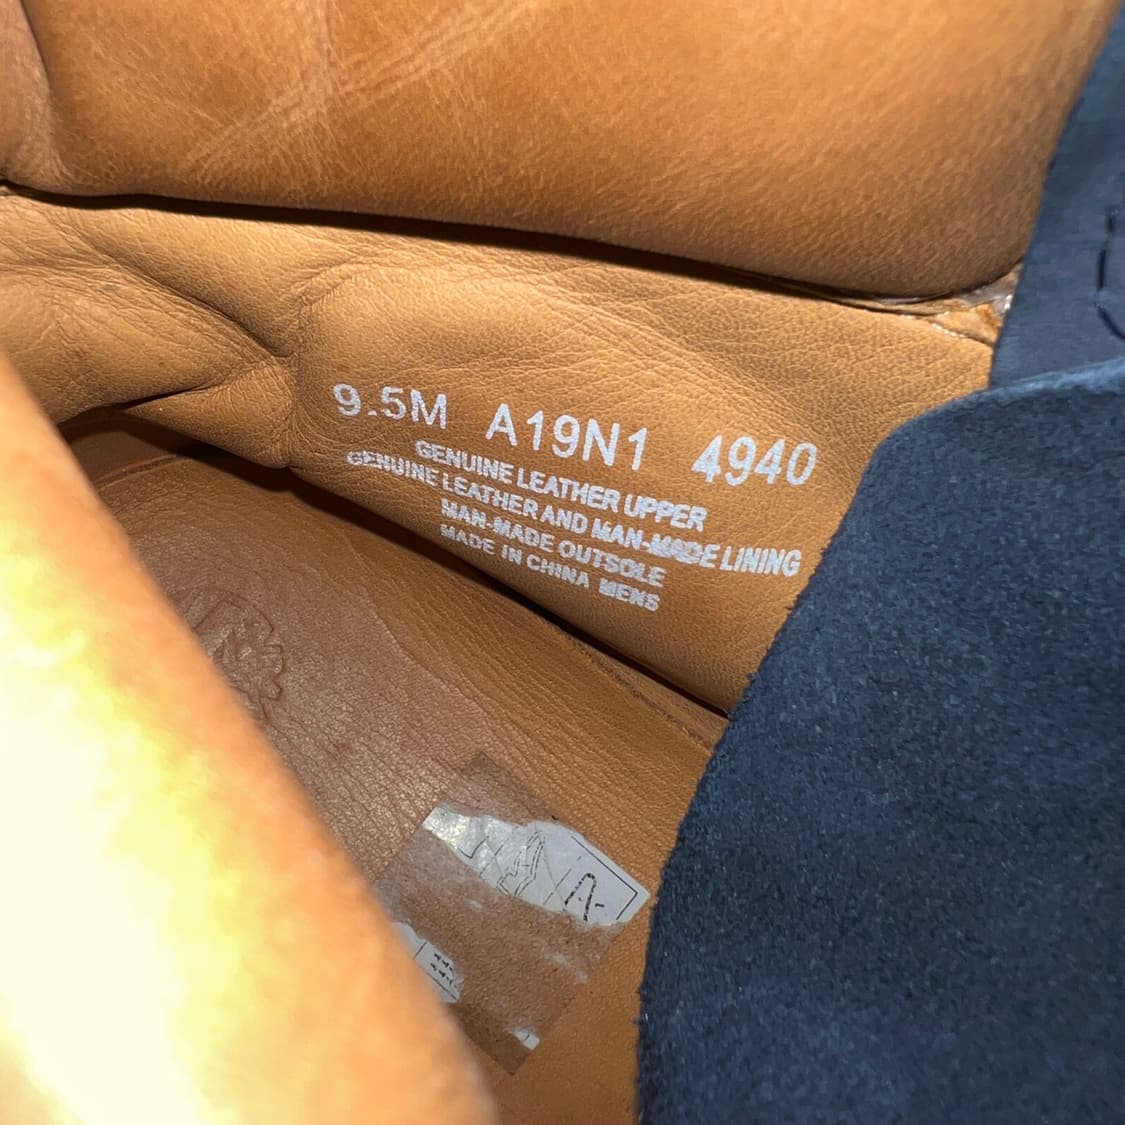 9.5M A19N1 4940
GENUINE LEATHER UPPER
GENUINE LEATHER AND MAN-MADE LINING
MAN-MADE OUTSOLE
MADE IN CHINA MENS